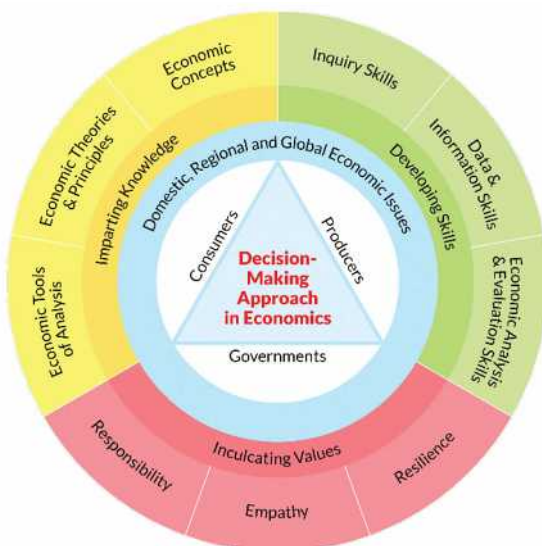 Economic
Concepts
Inquiry Skills
Economic Theories
& Principles
Data &
Information Skills
Imparting Knowledge
Domestic, Regional and Global Economic Issues
Developing Skills
Consumers
Producers
Decision-
Making
Approach
in Economics
Governments
Economic Tools
of Analysis
Economic Analysis
& Evaluation Skills
Inculcating Values
Responsibility
Empathy
Resilience